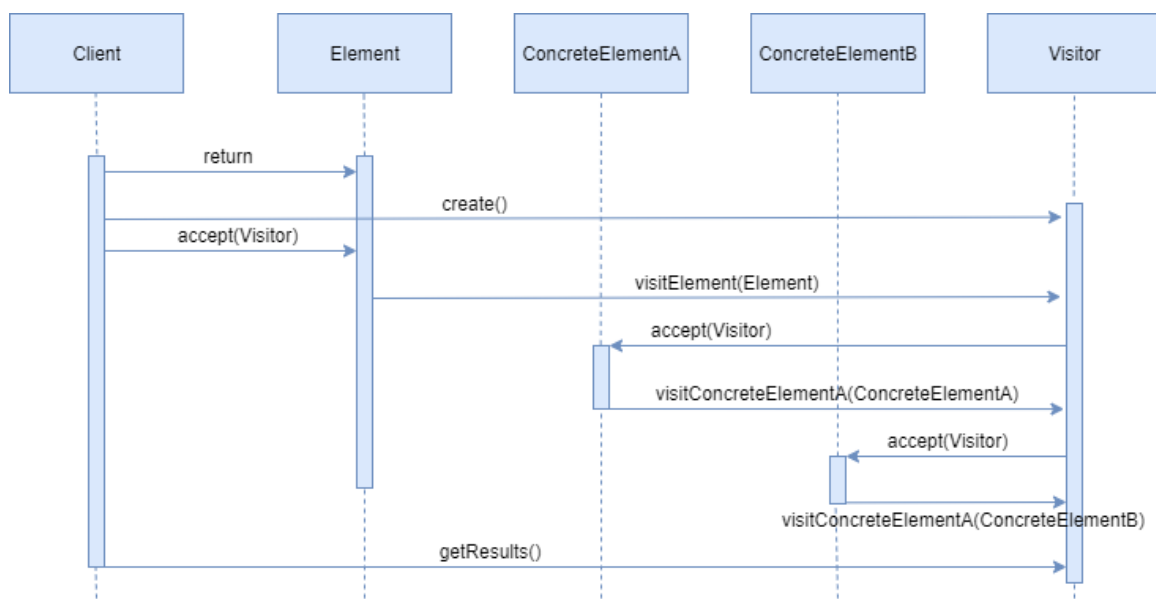 Client
Element
ConcreteElementA
ConcreteElementB
Visitor
return
create()
accept(Visitor)
visitElement(Element)
accept(Visitor)
visitConcreteElementA(ConcreteElementA)
accept(Visitor)
visitConcreteElementA(ConcreteElementB)
getResults()